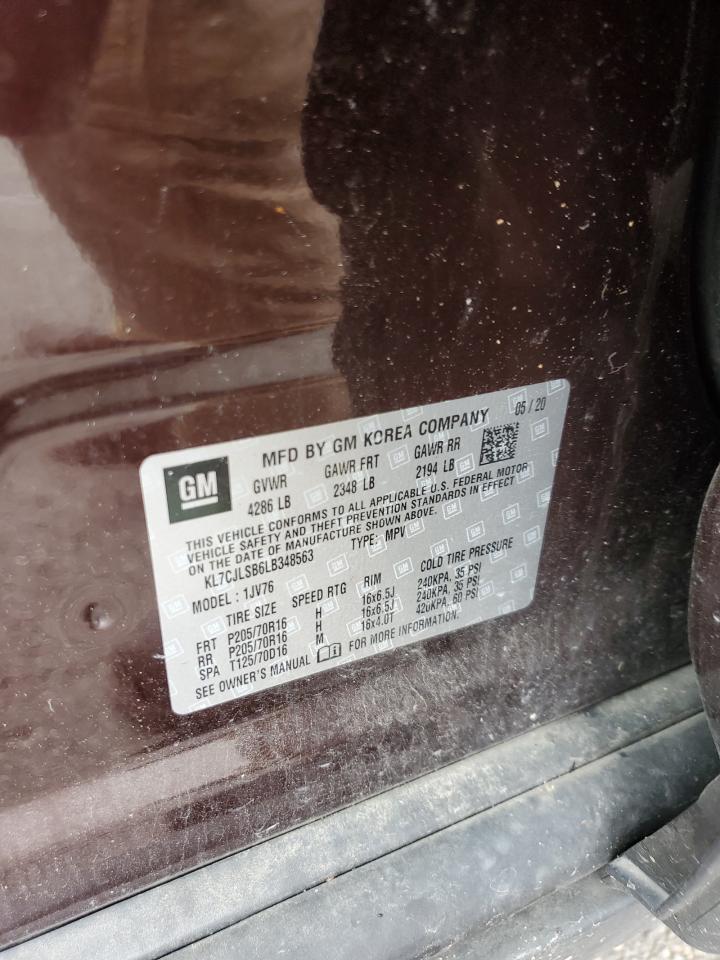 GM
MFD BY GM KOREA COMPANY 05 / 20
GVWR GAWR FRT GAWR RR
4286 LB 2348 LB 2194 LB
THIS VEHICLE CONFORMS TO ALL APPLICABLE U.S. FEDERAL MOTOR
VEHICLE SAFETY AND THEFT PREVENTION STANDARDS IN EFFECT
ON THE DATE OF MANUFACTURE SHOWN ABOVE.
KL7CJLSB6LB348563 TYPE: MPV
MODEL : 1JV76
TIRE SIZE SPEED RTG RIM COLD TIRE PRESSURE
FRT P205/70R16 H 16x6.5J 240KPA, 35 PSI
RR P205/70R16 H 16x6.5J 240KPA, 35 PSI
SPA T125/70D16 M 16x4.0T 420KPA, 60 PSI
SEE OWNER'S MANUAL FOR MORE INFORMATION.